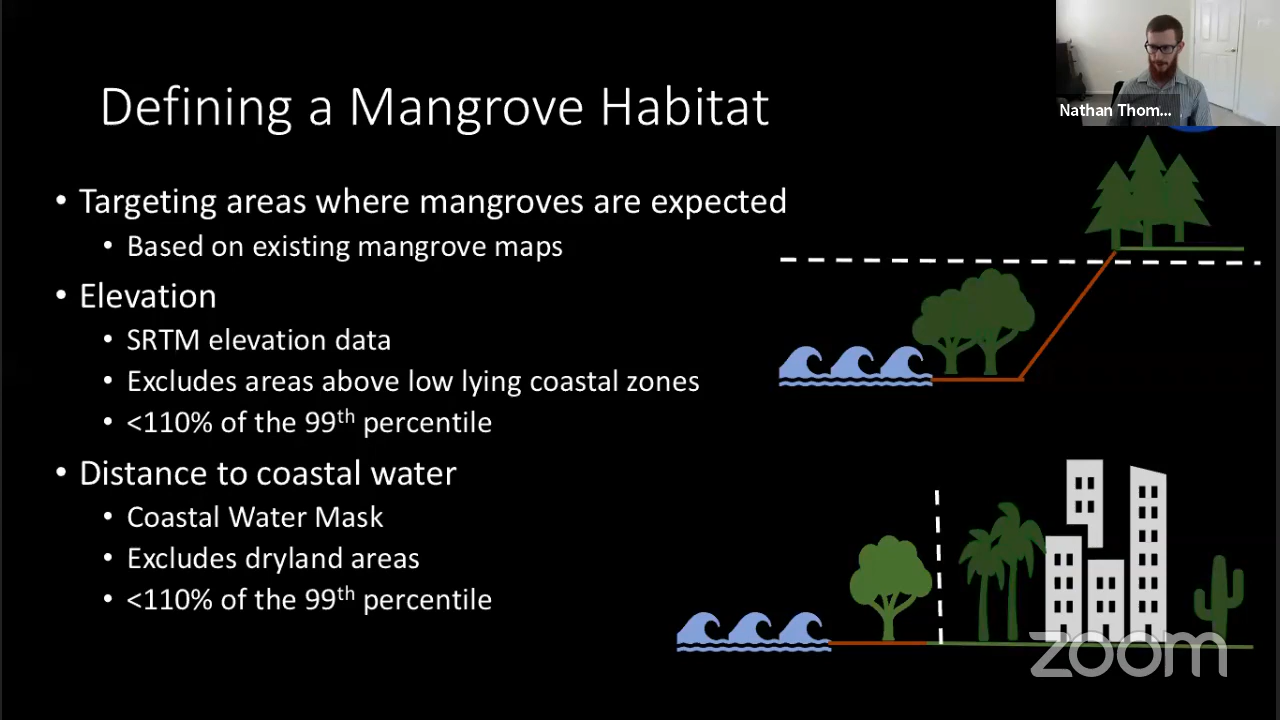 Defining a Mangrove Habitat
Nathan Thom...
• Targeting areas where mangroves are expected
• Based on existing mangrove maps
• Elevation
• SRTM elevation data
• Excludes areas above low lying coastal zones
• <110% of the 99th percentile
• Distance to coastal water
• Coastal Water Mask
• Excludes dryland areas
• <110% of the 99th percentile
zoom